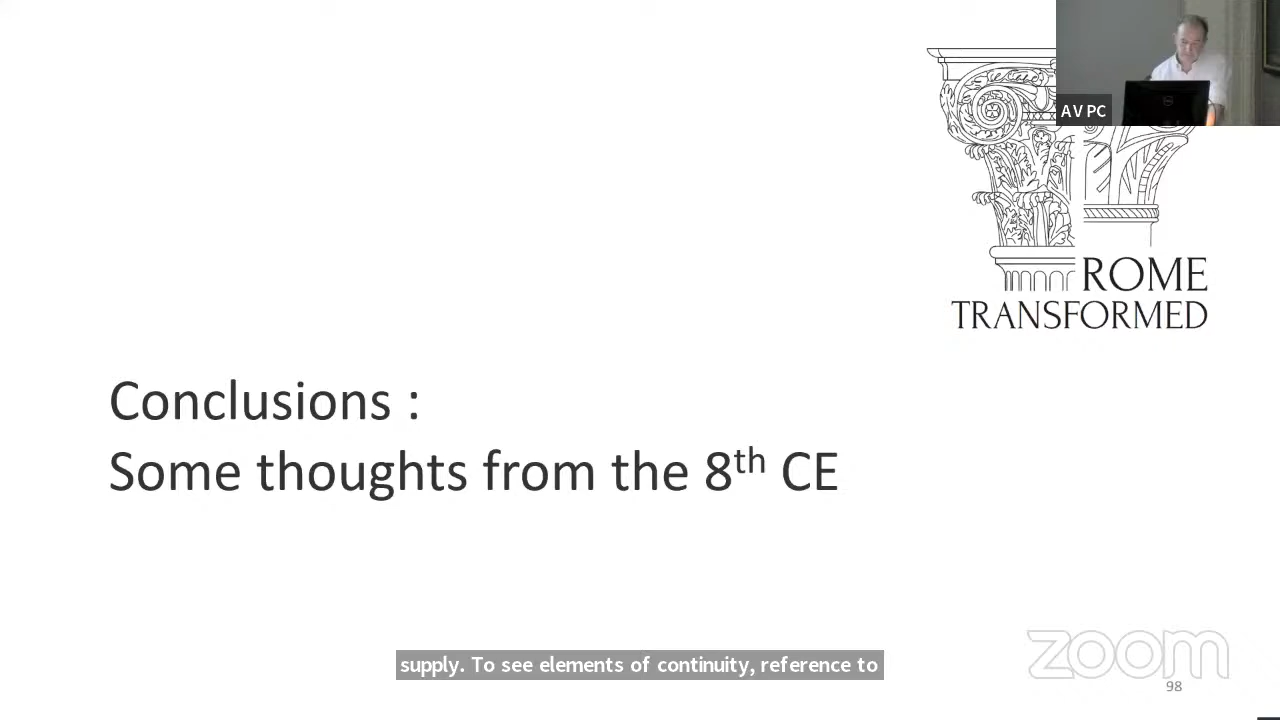 AV PC
ROME
TRANSFORMED
Conclusions :
Some thoughts from the 8th CE
supply. To see elements of continuity, reference to
zoom
98